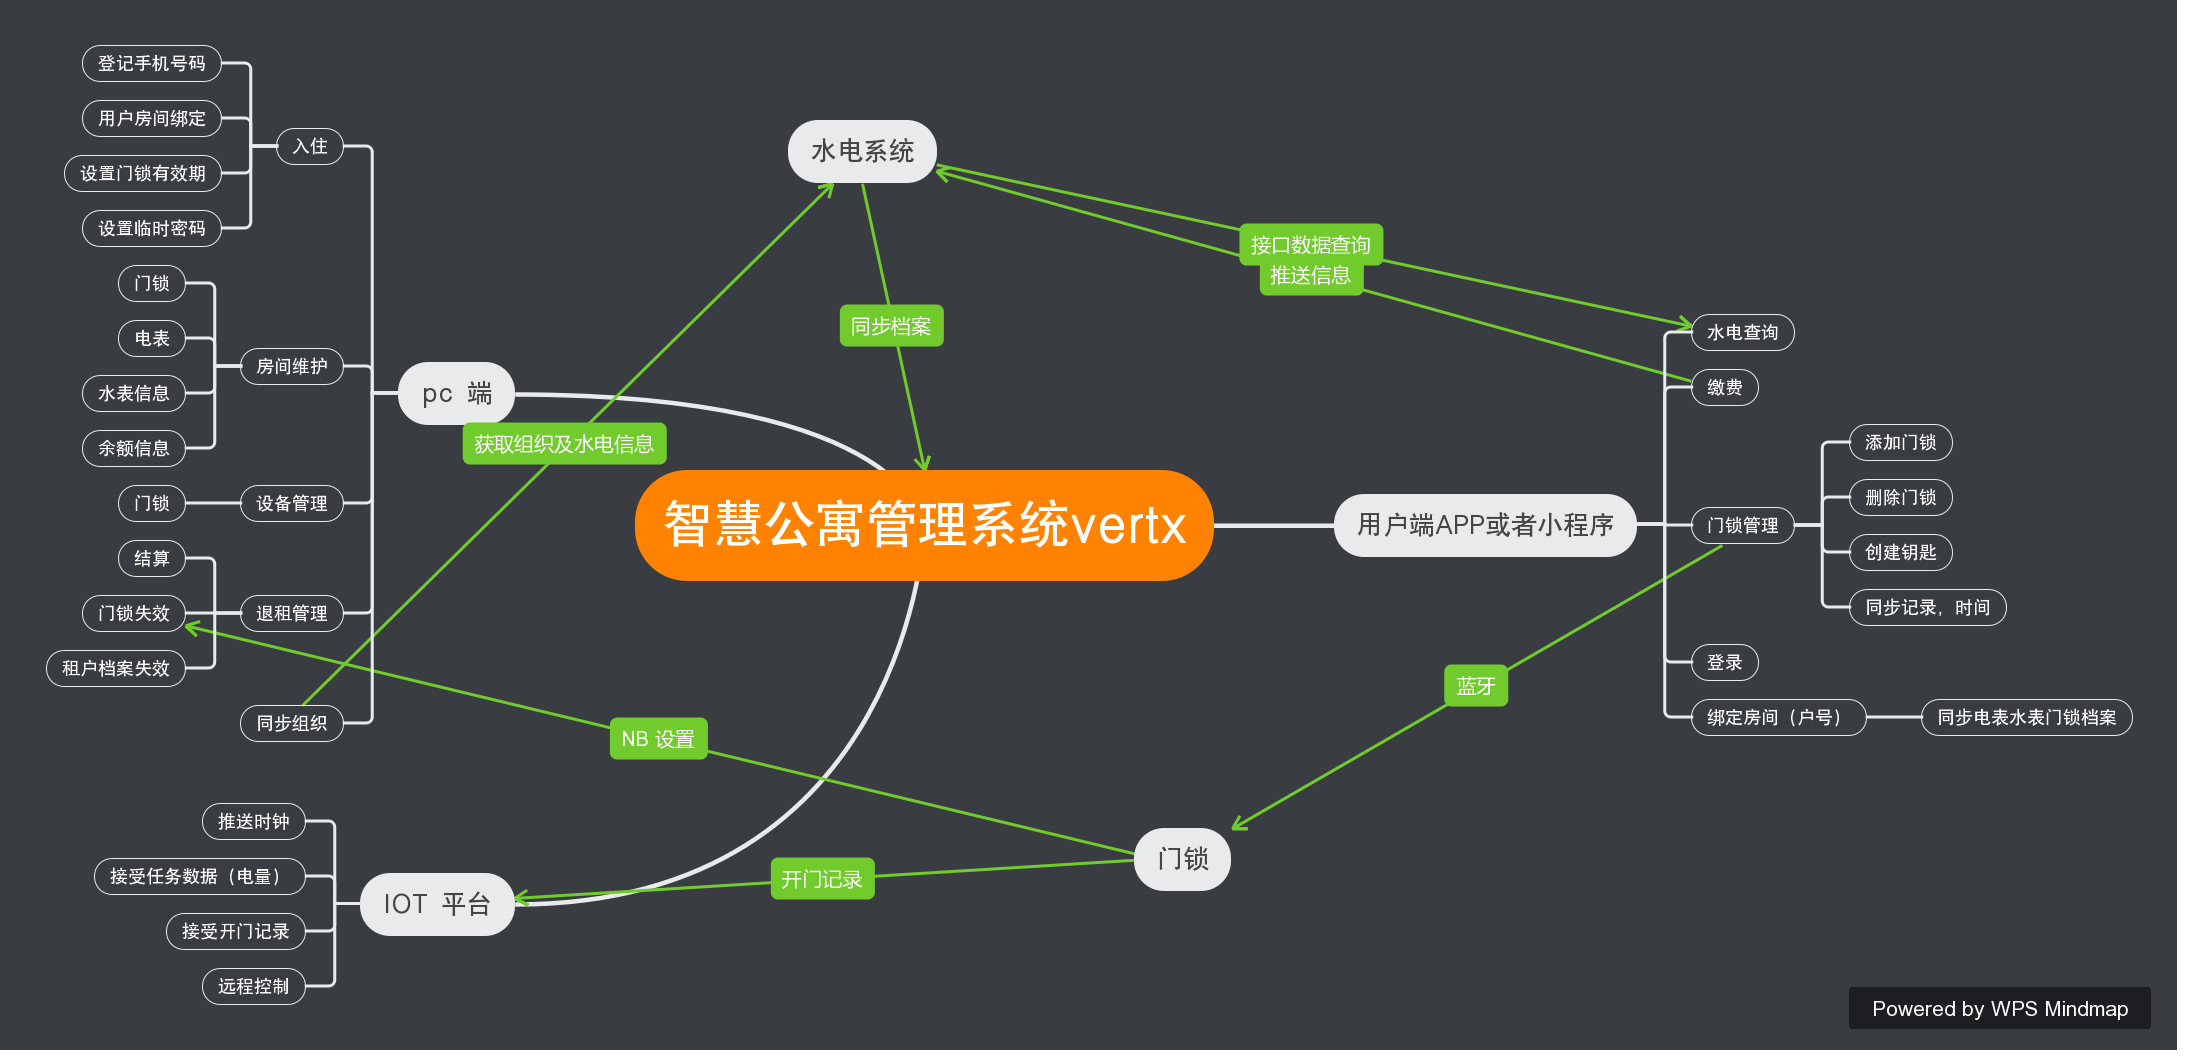 登记手机号码
用户房间绑定
设置门锁有效期
设置临时密码
入住
门锁
电表
水表信息
余额信息
房间维护
门锁
设备管理
结算
门锁失效
租户档案失效
退租管理
同步组织
pc 端
水电系统
接口数据查询
推送信息
同步档案
获取组织及水电信息
智慧公寓管理系统vertx
用户端APP或者小程序
水电查询
缴费
门锁管理
添加门锁
删除门锁
创建钥匙
同步记录，时间
登录
绑定房间（户号）
同步电表水表门锁档案
蓝牙
NB 设置
门锁
开门记录
推送时钟
接受任务数据（电量）
接受开门记录
远程控制
IOT 平台
Powered by WPS Mindmap